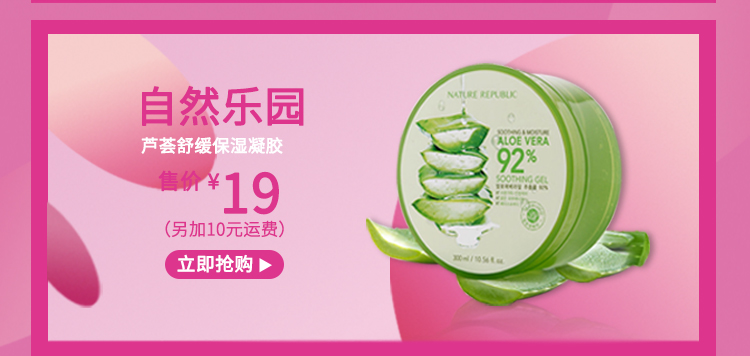 自然乐园
芦荟舒缓保湿凝胶
售价¥19
（另加10元运费）
立即抢购
NATURE REPUBLIC
SOOTHING & MOISTURE
ALOE VERA
92%
SOOTHING GEL
300 ml / 10.56 fl. oz.